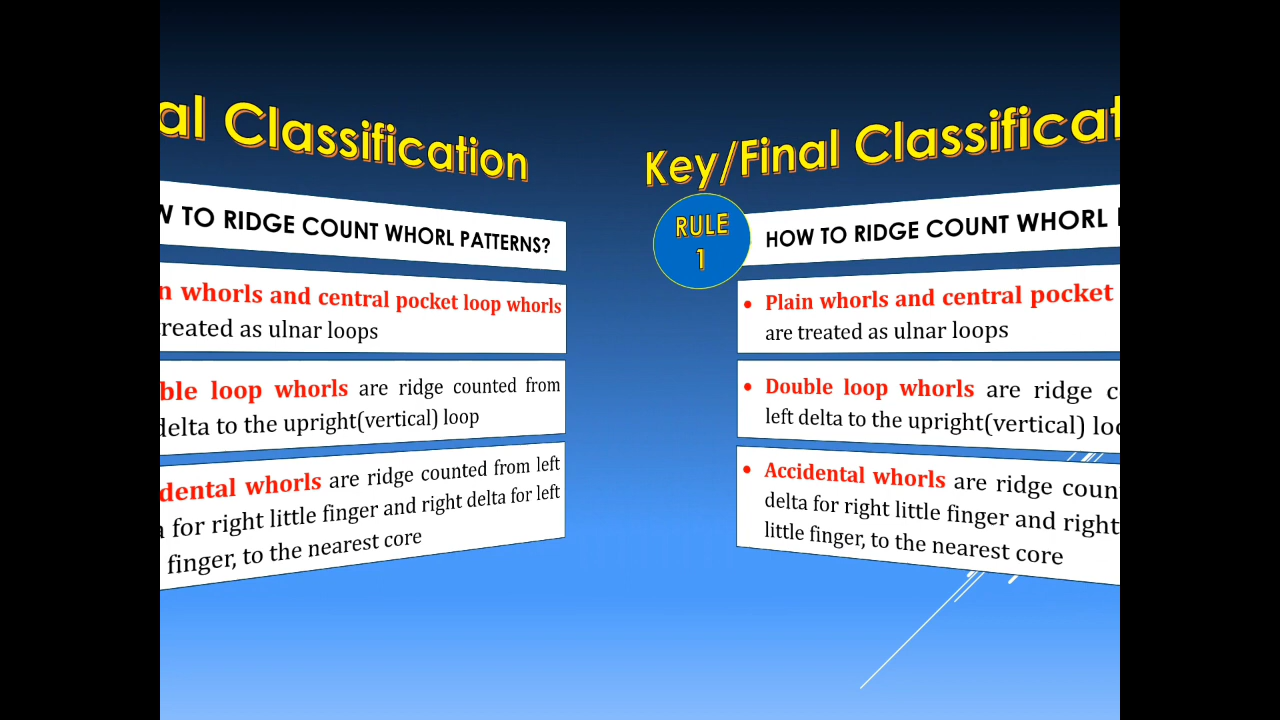 al Classification
W TO RIDGE COUNT WHORL PATTERNS?
n whorls and central pocket loop whorls
treated as ulnar loops
ble loop whorls are ridge counted from
delta to the upright(vertical) loop
dental whorls are ridge counted from left
a for right little finger and right delta for left
finger, to the nearest core
Key/Final Classificat
RULE
1
HOW TO RIDGE COUNT WHORL
• Plain whorls and central pocket
are treated as ulnar loops
• Double loop whorls are ridge c
left delta to the upright(vertical) loo
• Accidental whorls are ridge coun
delta for right little finger and right
little finger, to the nearest core